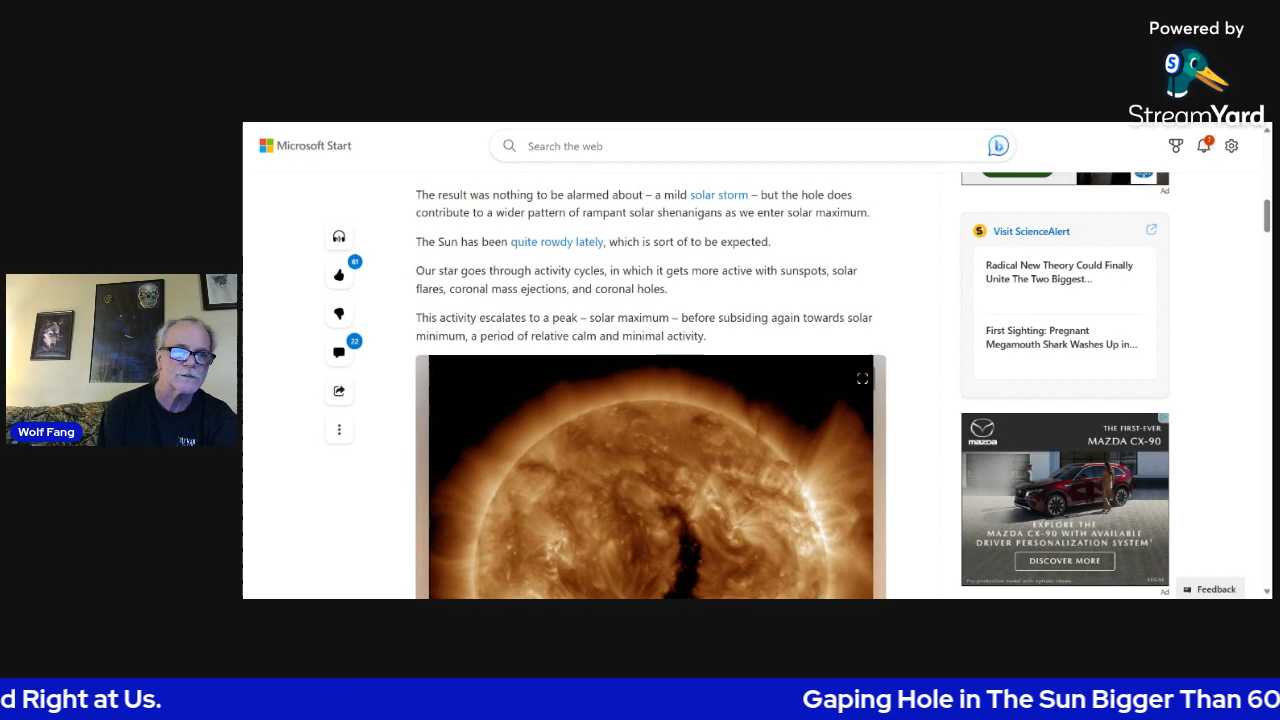 Powered by
StreamYard
Microsoft Start
Search the web
7
The result was nothing to be alarmed about – a mild solar storm – but the hole does
contribute to a wider pattern of rampant solar shenanigans as we enter solar maximum.
The Sun has been quite rowdy lately, which is sort of to be expected.
Our star goes through activity cycles, in which it gets more active with sunspots, solar
flares, coronal mass ejections, and coronal holes.
This activity escalates to a peak – solar maximum – before subsiding again towards solar
minimum, a period of relative calm and minimal activity.
61
22
Ad
Visit ScienceAlert
Radical New Theory Could Finally
Unite The Two Biggest...
First Sighting: Pregnant
Megamouth Shark Washes Up in...
mazda
THE FIRST-EVER
MAZDA CX-90
EXPLORE THE
MAZDA CX-90 WITH AVAILABLE
DRIVER PERSONALIZATION SYSTEM¹
DISCOVER MORE
LEGAL
Ad
Feedback
Wolf Fang
d Right at Us.
Gaping Hole in The Sun Bigger Than 60